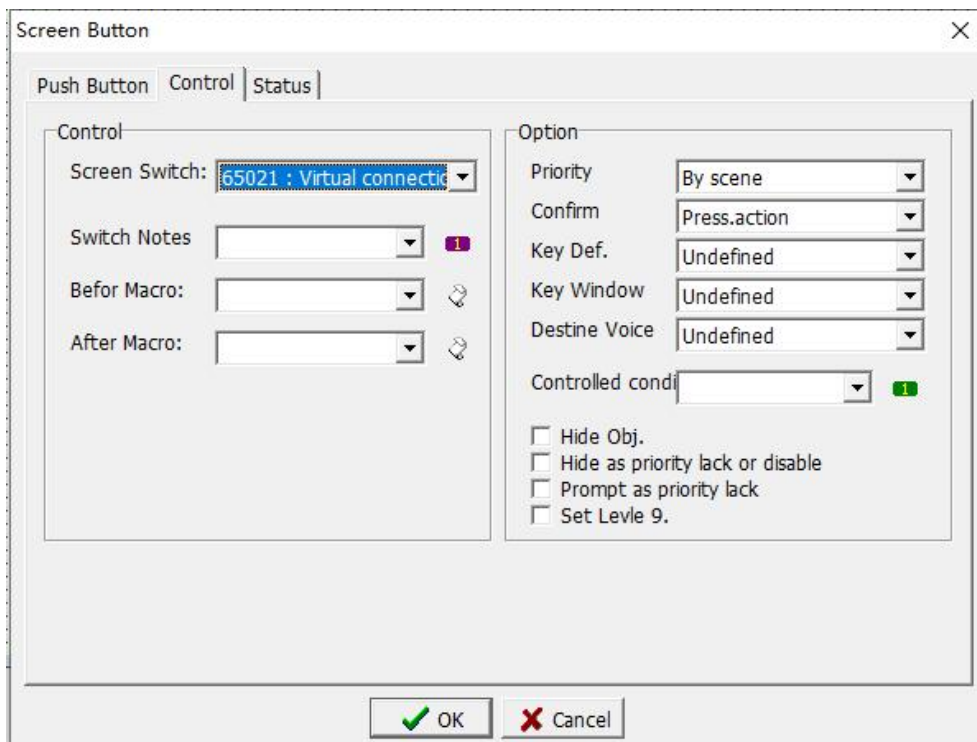 Screen Button
Push Button Control Status
Control
Screen Switch: 65021 : Virtual connectic
Switch Notes 1
Befor Macro:
After Macro:
Option
Priority By scene
Confirm Press.action
Key Def. Undefined
Key Window Undefined
Destine Voice Undefined
Controlled condi 1
Hide Obj.
Hide as priority lack or disable
Prompt as priority lack
Set Levle 9.
OK Cancel